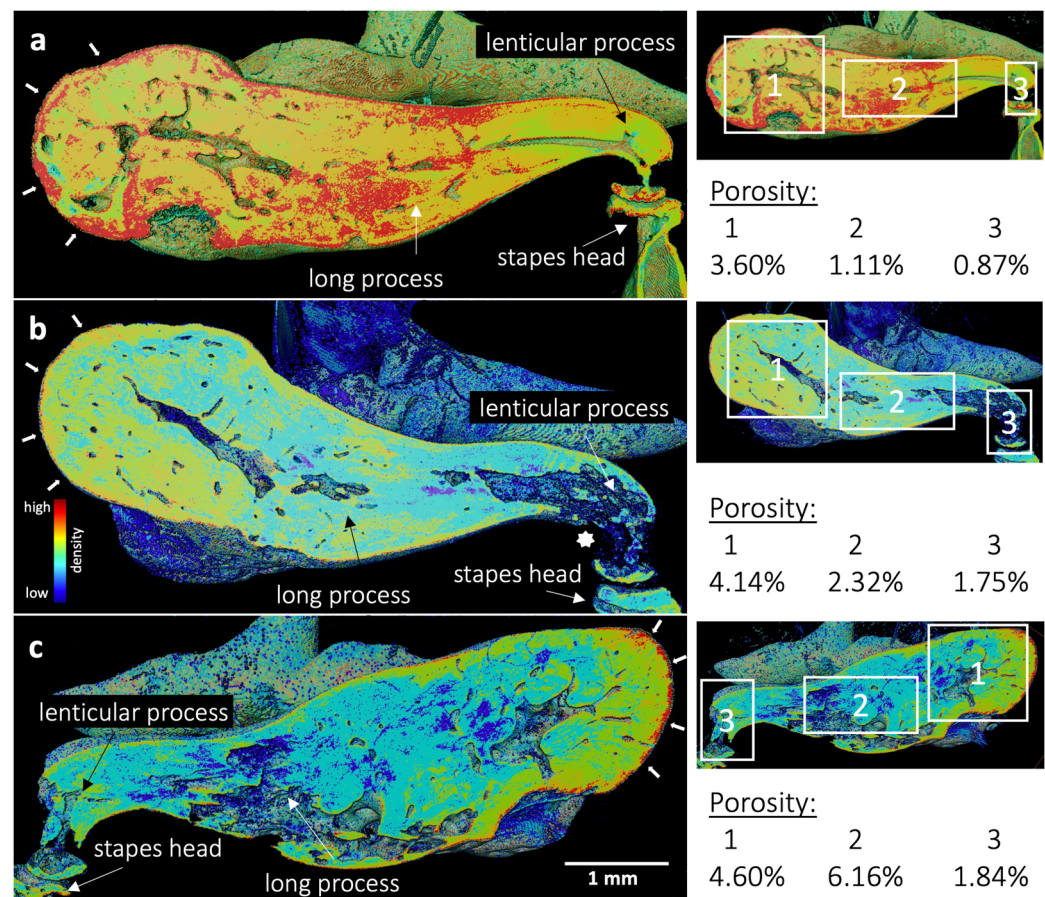 a
lenticular process
long process
stapes head
1
2
3
Porosity:
1 2 3
3.60% 1.11% 0.87%
b
lenticular process
high
density
low
long process
stapes head
1
2
3
Porosity:
1 2 3
4.14% 2.32% 1.75%
c
lenticular process
stapes head
long process
1 mm
1
2
3
Porosity:
1 2 3
4.60% 6.16% 1.84%